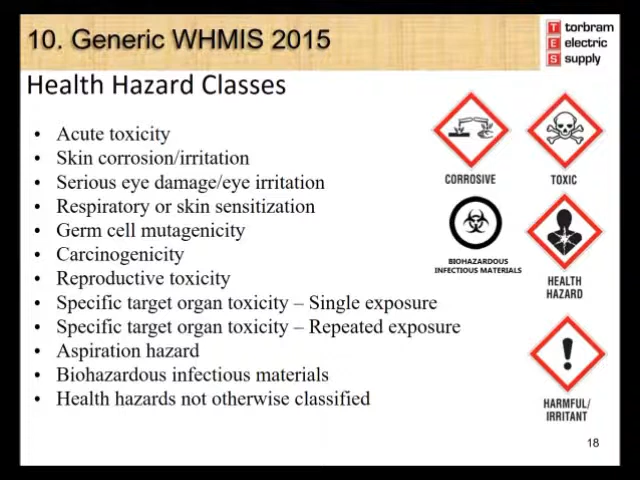 10. Generic WHMIS 2015
T torbram
E electric
S supply
Health Hazard Classes
• Acute toxicity
• Skin corrosion/irritation
• Serious eye damage/eye irritation
• Respiratory or skin sensitization
• Germ cell mutagenicity
• Carcinogenicity
• Reproductive toxicity
• Specific target organ toxicity – Single exposure
• Specific target organ toxicity – Repeated exposure
• Aspiration hazard
• Biohazardous infectious materials
• Health hazards not otherwise classified
CORROSIVE
TOXIC
BIOHAZARDOUS
INFECTIOUS MATERIALS
HEALTH
HAZARD
HARMFUL/
IRRITANT
18